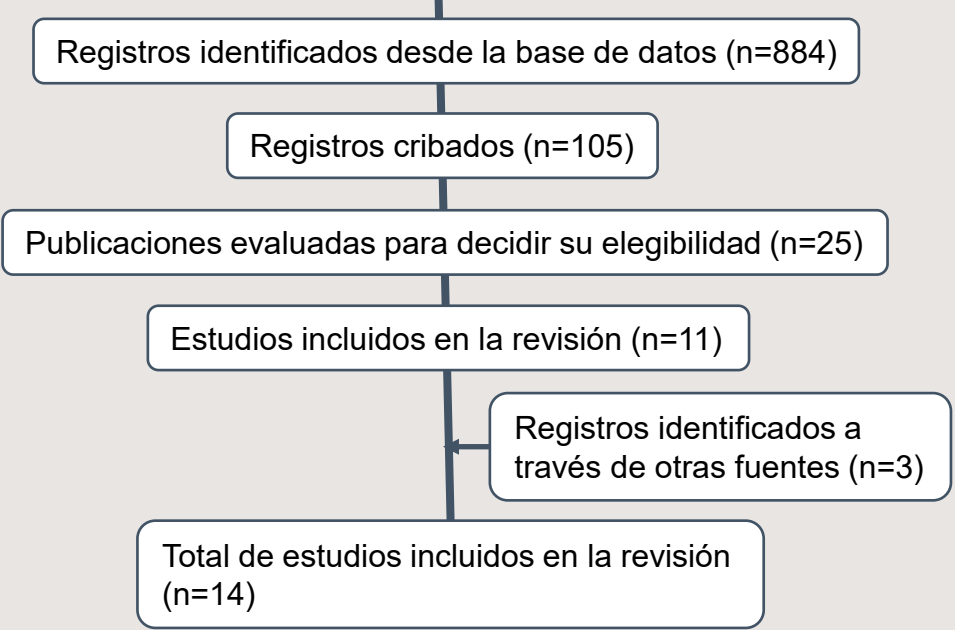 Registros identificados desde la base de datos (n=884)
Registros cribados (n=105)
Publicaciones evaluadas para decidir su elegibilidad (n=25)
Estudios incluidos en la revisión (n=11)
Registros identificados a
través de otras fuentes (n=3)
Total de estudios incluidos en la revisión
(n=14)